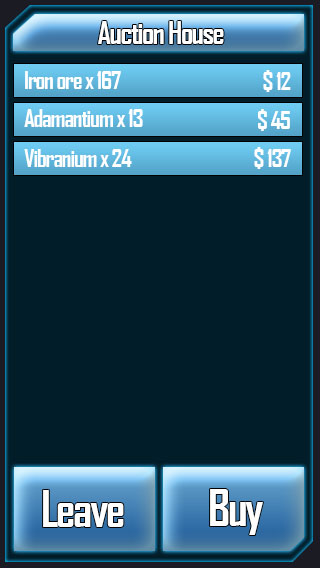 Auction House
Iron ore x 167 $ 12
Adamantium x 13 $ 45
Vibranium x 24 $ 137
Leave Buy